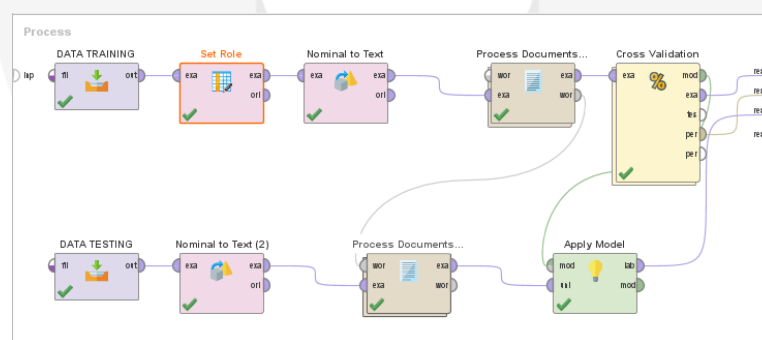 Process
DATA TRAINING
Set Role
Nominal to Text
Process Documents...
Cross Validation
inp
fil
out
exa
exa
ori
exa
exa
ori
wor
exa
exa
wor
exa
mod
exa
tes
per
per
DATA TESTING
Nominal to Text (2)
Process Documents...
Apply Model
fil
out
exa
exa
ori
wor
exa
exa
wor
mod
lab
unl
mod